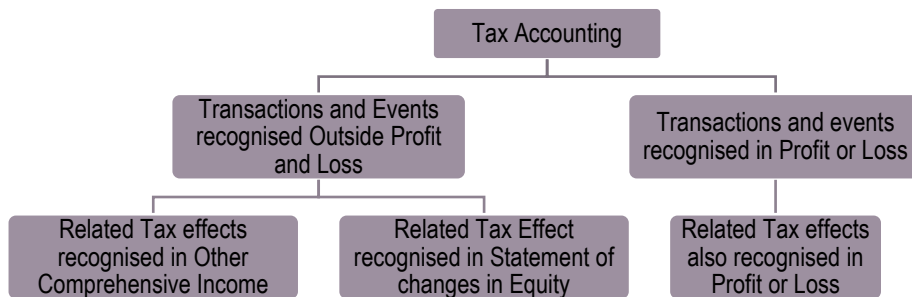 Tax Accounting
Transactions and Events
recognised Outside Profit
and Loss
Transactions and events
recognised in Profit or Loss
Related Tax effects
recognised in Other
Comprehensive Income
Related Tax Effect
recognised in Statement of
changes in Equity
Related Tax effects
also recognised in
Profit or Loss